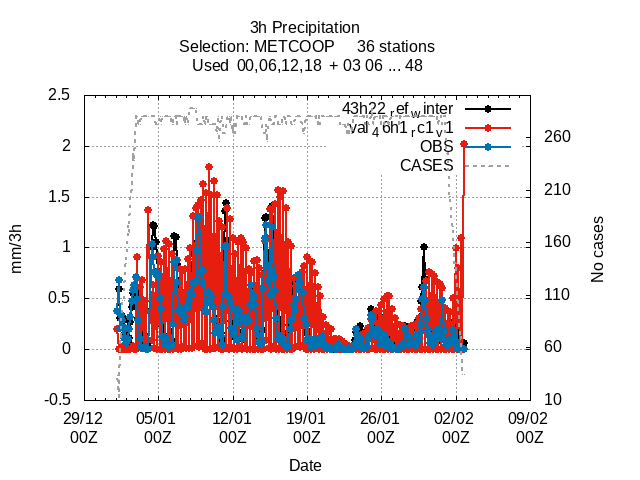 3h Precipitation
Selection: METCOOP 36 stations
Used 00,06,12,18 + 03 06 ... 48
43h22_ref_winter
val_46h1_rc1_v1
OBS
CASES
2.5
2
1.5
1
0.5
0
-0.5
260
210
160
110
60
10
mm/3h
No cases
29/12 05/01 12/01 19/01 26/01 02/02 09/02
00Z 00Z 00Z 00Z 00Z 00Z 00Z
Date